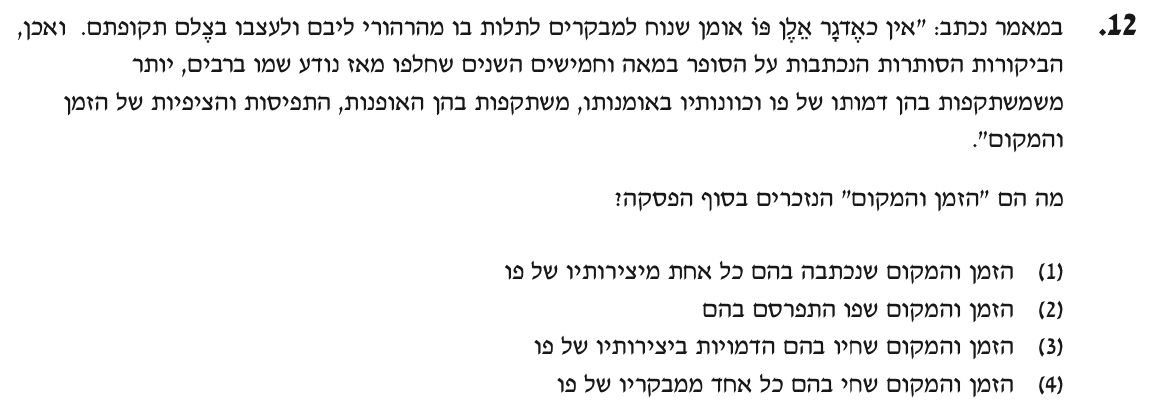 12. במאמר נכתב: "אין כאֶדגָר אֵלֶן פּוֹ אומן שנוח למבקרים לתלות בו מהרהורי ליבם ולעצבו בצֶלם תקופתם. ואכן,
הביקורות הסותרות הנכתבות על הסופר במאה וחמישים השנים שחלפו מאז נודע שמו ברבים, יותר
משמשתקפות בהן דמותו של פו וכוונותיו באומנותו, משתקפות בהן האופנות, התפיסות והציפיות של הזמן
והמקום".
מה הם "הזמן והמקום" הנזכרים בסוף הפסקה?
(1) הזמן והמקום שנכתבה בהם כל אחת מיצירותיו של פו
(2) הזמן והמקום שפו התפרסם בהם
(3) הזמן והמקום שחיו בהם הדמויות ביצירותיו של פו
(4) הזמן והמקום שחי בהם כל אחד ממבקריו של פו